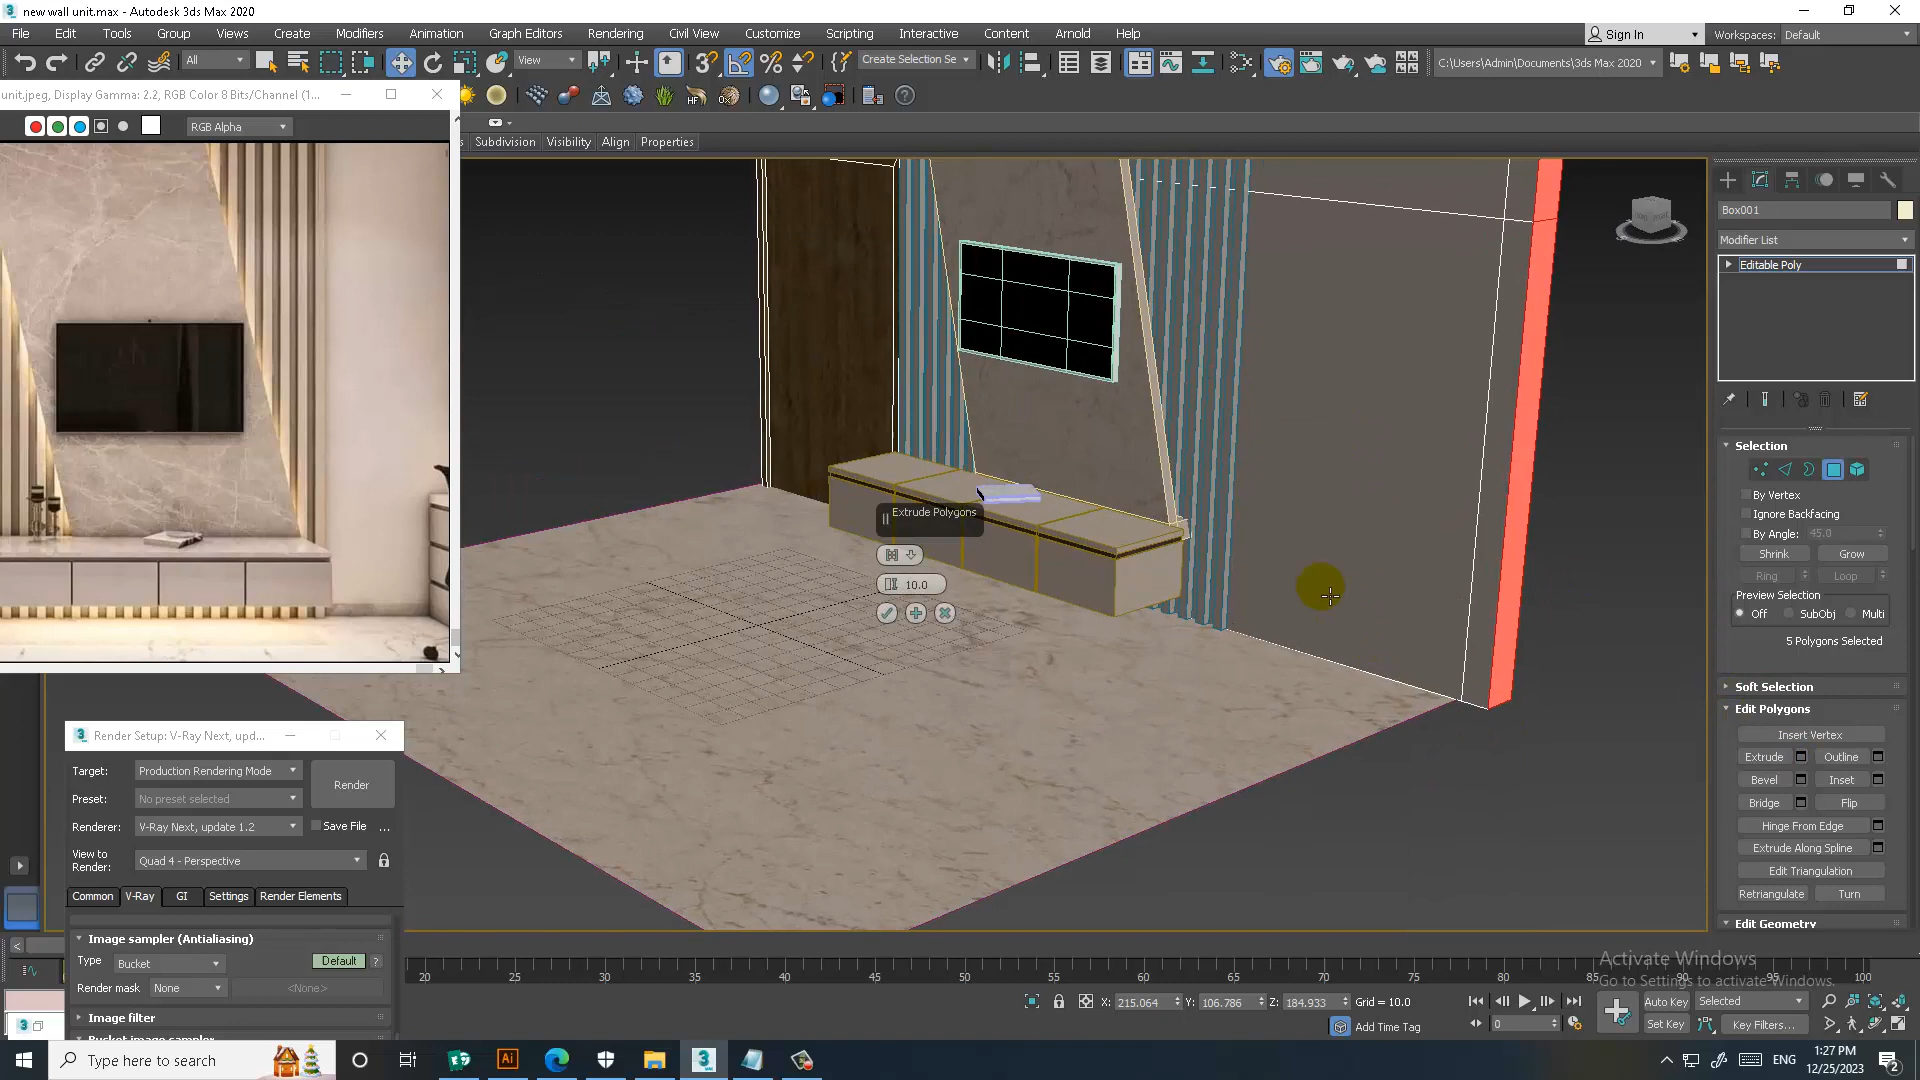 new wall unit.max - Autodesk 3ds Max 2020
File Edit Tools Group Views Create Modifiers Animation Graph Editors Rendering Civil View Customize Scripting Interactive Content Arnold Help
Sign In
Workspaces: Default
All
View
Create Selection Se
C:\Users\Admin\Documents\3ds Max 2020
unit.jpeg, Display Gamma: 2.2, RGB Color 8 Bits/Channel (1...
RGB Alpha
Subdivision Visibility Align Properties
Box001
Modifier List
Editable Poly
Selection
By Vertex
Ignore Backfacing
By Angle: 45.0
Shrink Grow
Ring Loop
Preview Selection
Off SubObj Multi
5 Polygons Selected
Soft Selection
Edit Polygons
Insert Vertex
Extrude Outline
Bevel Inset
Bridge Flip
Hinge From Edge
Extrude Along Spline
Edit Triangulation
Retriangulate Turn
Edit Geometry
Extrude Polygons
10.0
Render Setup: V-Ray Next, upd...
Target: Production Rendering Mode
Render
Preset: No preset selected
Renderer: V-Ray Next, update 1.2
Save File ...
View to Render: Quad 4 - Perspective
Common V-Ray GI Settings Render Elements
Image sampler (Antialiasing)
Type Bucket Default ?
Render mask None <None>
Image filter
Bucket image sampler
20 25 30 35 40 45 50 55 60 65 70 75 80 85 90 95 100
Activate Windows
Go to Settings to activate Windows.
X: 215.064 Y: 106.786 Z: 184.933 Grid = 10.0
Add Time Tag
0
Auto Key Selected
Set Key Key Filters...
Type here to search
Ai
ENG
1:27 PM
12/25/2023
2